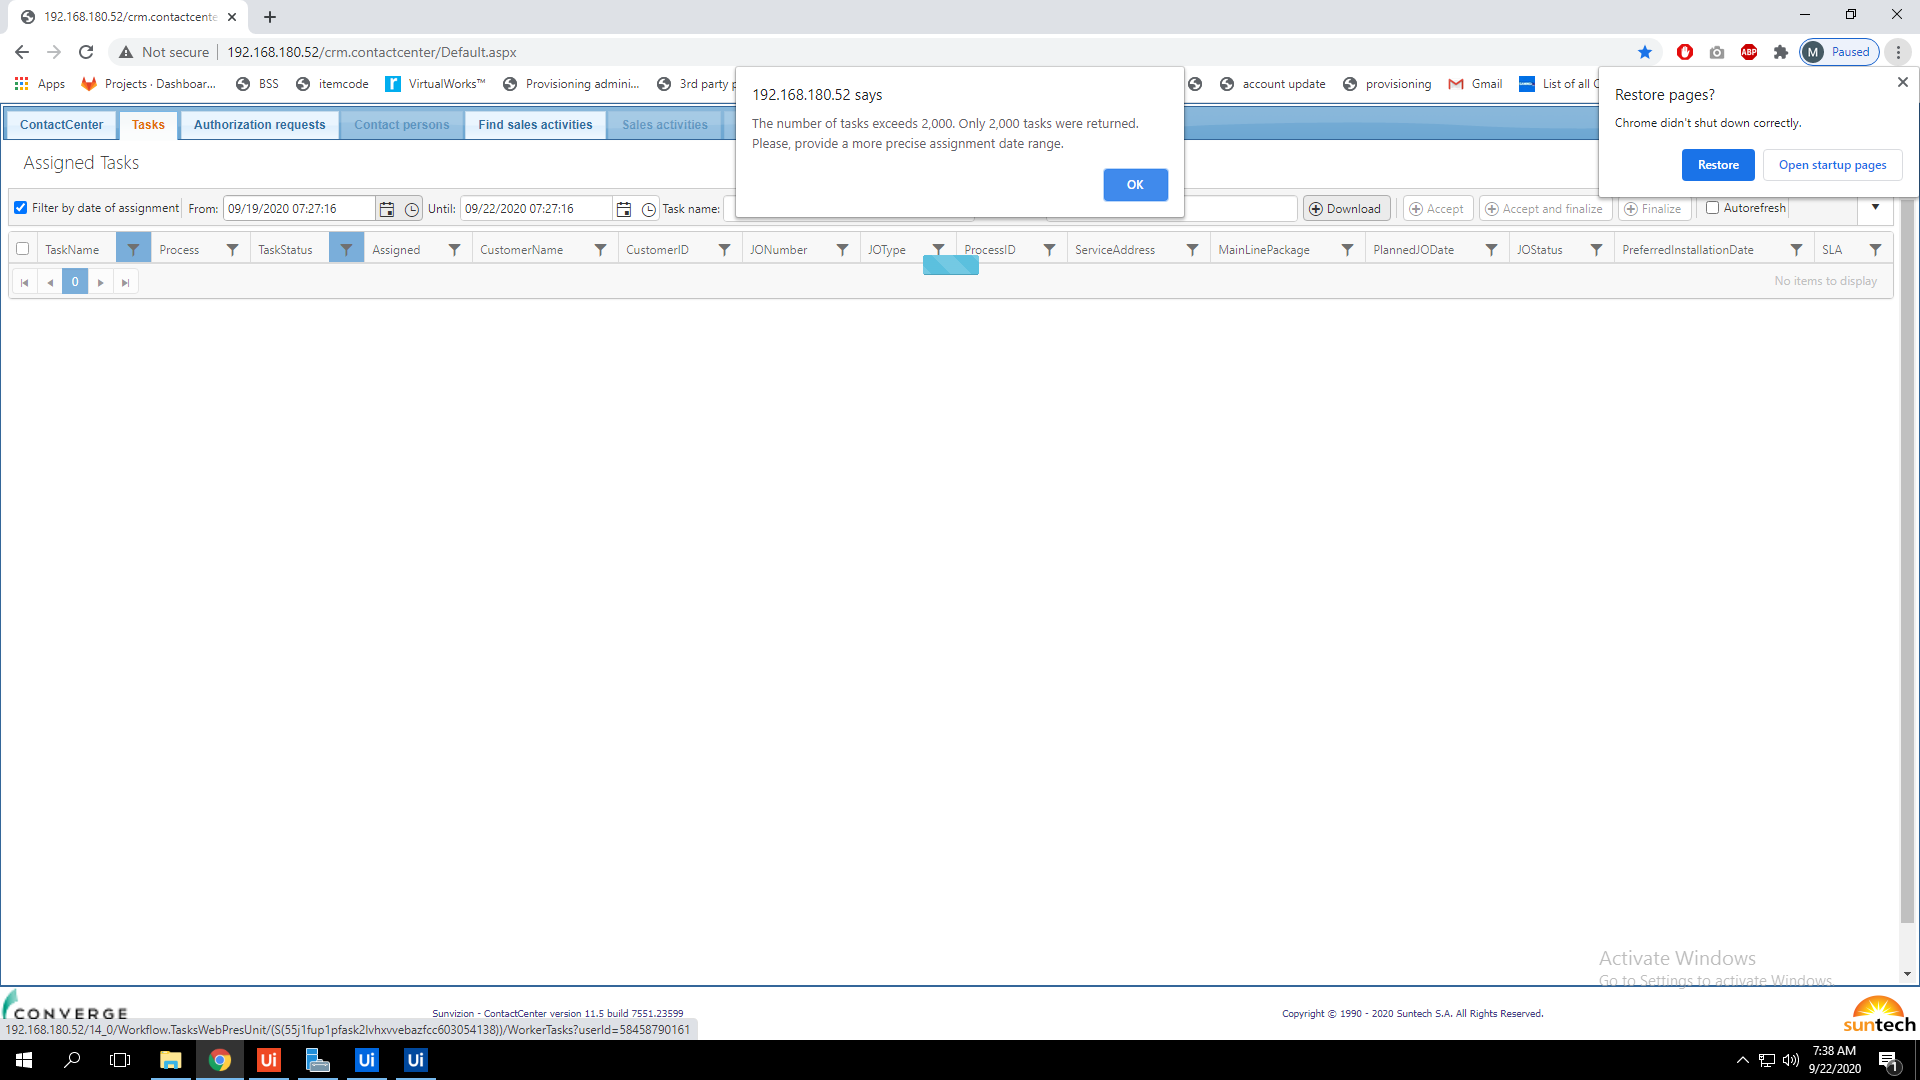 192.168.180.52/crm.contactcente
Not secure
192.168.180.52/crm.contactcenter/Default.aspx
ABP
M
Paused
Apps
Projects · Dashboar...
BSS
itemcode
VirtualWorks™
Provisioning admini...
3rd party p
account update
provisioning
Gmail
List of all C
192.168.180.52 says
The number of tasks exceeds 2,000. Only 2,000 tasks were returned.
Please, provide a more precise assignment date range.
OK
Restore pages?
Chrome didn't shut down correctly.
Restore
Open startup pages
ContactCenter
Tasks
Authorization requests
Contact persons
Find sales activities
Sales activities
Assigned Tasks
Filter by date of assignment
From:
09/19/2020 07:27:16
Until:
09/22/2020 07:27:16
Task name:
Download
Accept
Accept and finalize
Finalize
Autorefresh
TaskName
Process
TaskStatus
Assigned
CustomerName
CustomerID
JONumber
JOType
ProcessID
ServiceAddress
MainLinePackage
PlannedJODate
JOStatus
PreferredInstallationDate
SLA
0
No items to display
Activate Windows
Go to Settings to activate Windows.
CONVERGE
Sunvizion - ContactCenter version 11.5 build 7551.23599
Copyright © 1990 - 2020 Suntech S.A. All Rights Reserved.
suntech
192.168.180.52/14_0/Workflow.TasksWebPresUnit/(S(55j1fup1pfask2lvhxvvebazfcc603054138))/WorkerTasks?userId=58458790161
Ui
Ui
Ui
7:38 AM
9/22/2020
1